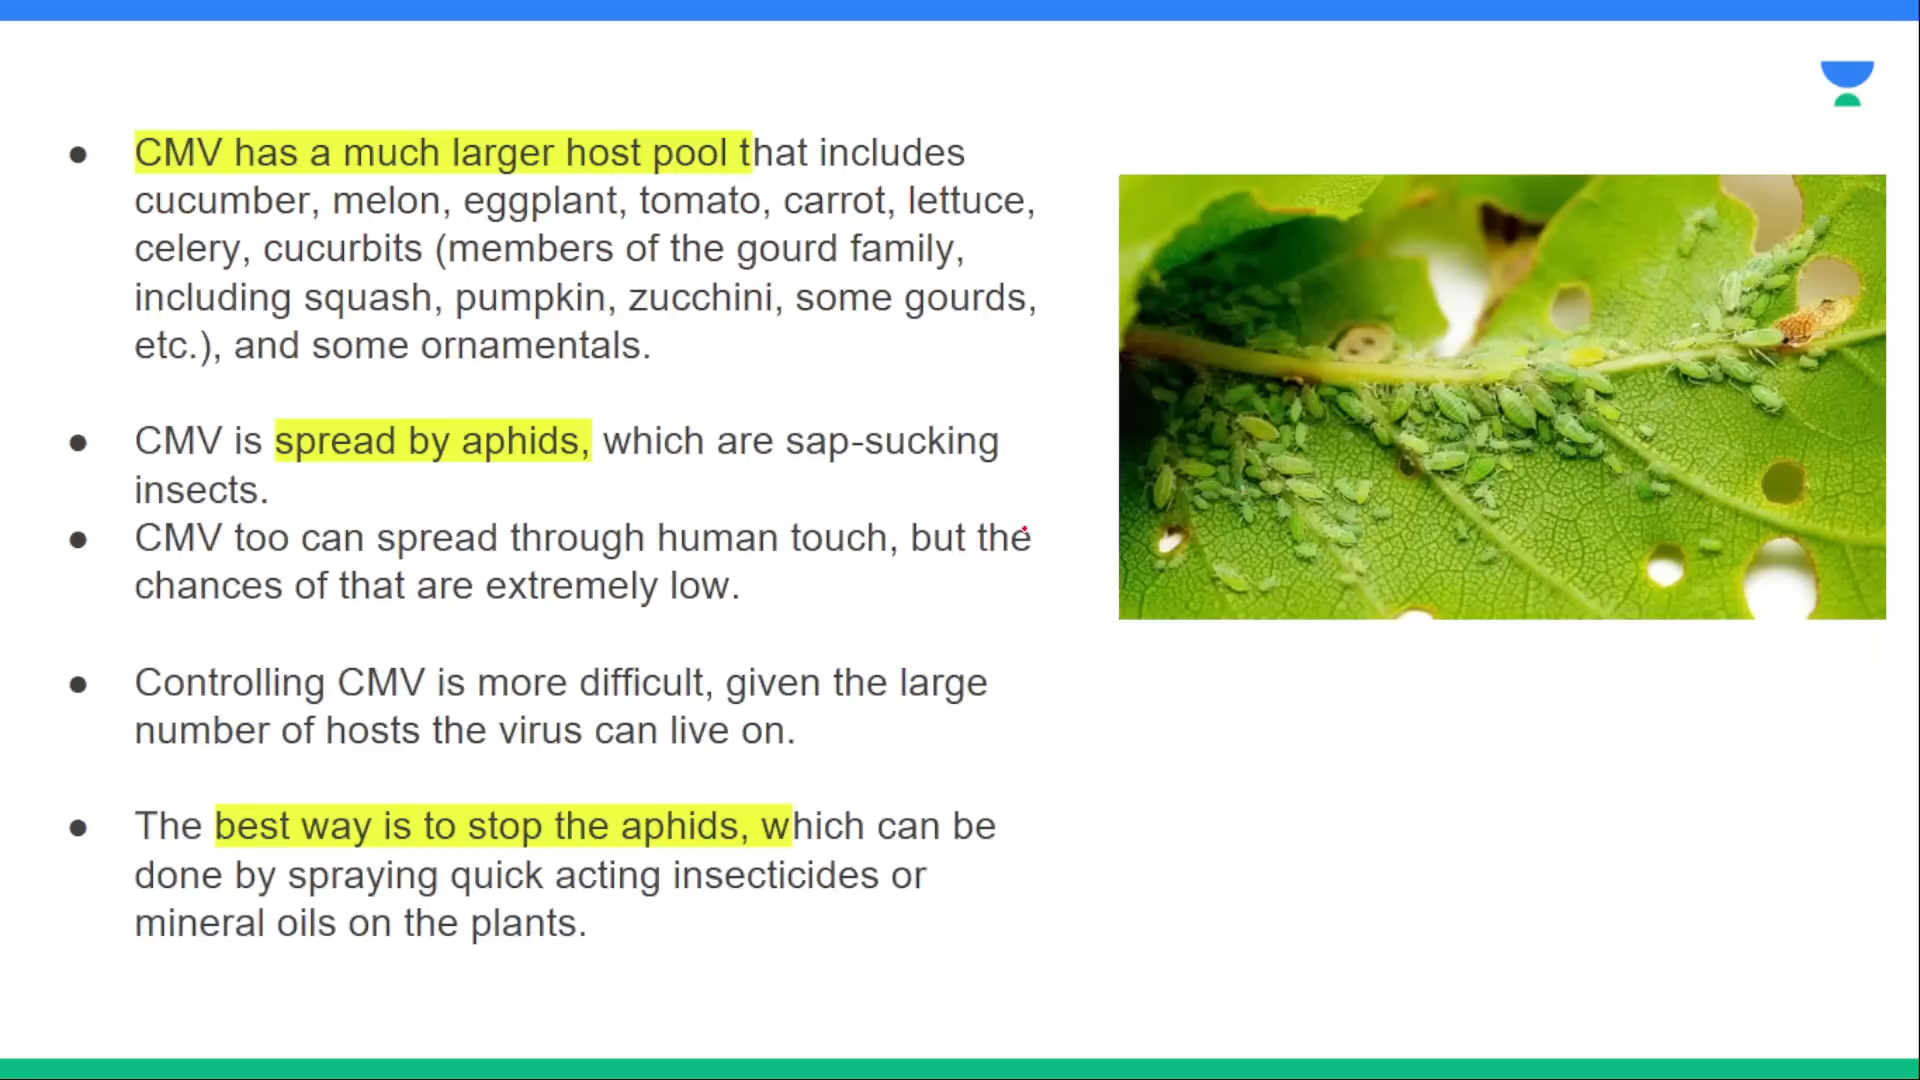 ● CMV has a much larger host pool that includes
cucumber, melon, eggplant, tomato, carrot, lettuce,
celery, cucurbits (members of the gourd family,
including squash, pumpkin, zucchini, some gourds,
etc.), and some ornamentals.
● CMV is spread by aphids, which are sap-sucking
insects.
● CMV too can spread through human touch, but the
chances of that are extremely low.
● Controlling CMV is more difficult, given the large
number of hosts the virus can live on.
● The best way is to stop the aphids, which can be
done by spraying quick acting insecticides or
mineral oils on the plants.